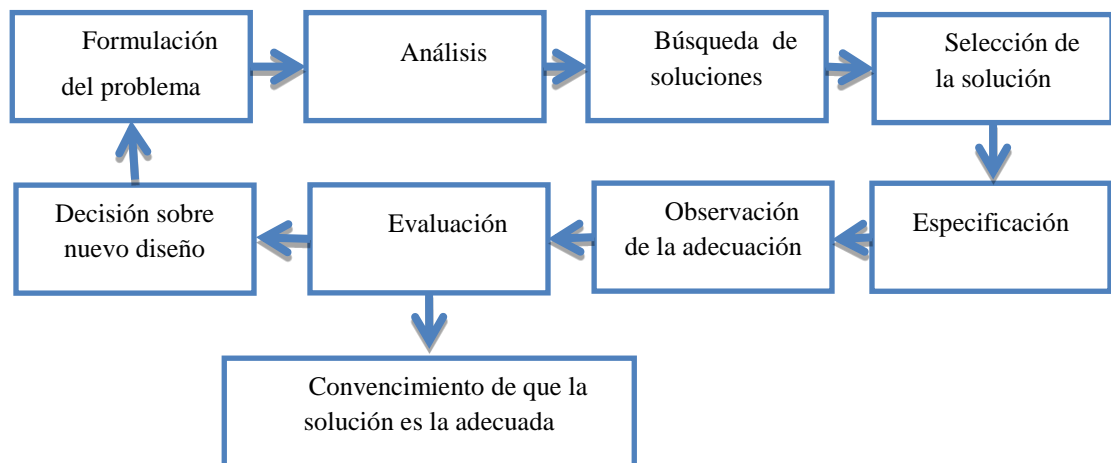 Formulación
del problema
Análisis
Búsqueda de
soluciones
Selección de
la solución
Especificación
Observación
de la adecuación
Evaluación
Decisión sobre
nuevo diseño
Convencimiento de que la
solución es la adecuada